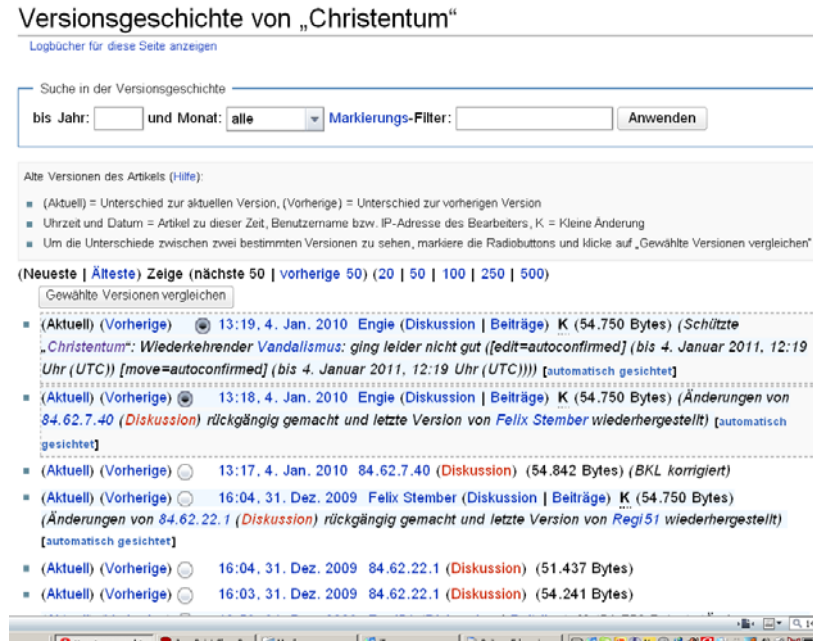 Versionsgeschichte von „Christentum“
Logbücher für diese Seite anzeigen
Suche in der Versionsgeschichte
bis Jahr: und Monat: alle Markierungs-Filter: Anwenden
Alte Versionen des Artikels (Hilfe):
(Aktuell) = Unterschied zur aktuellen Version, (Vorherige) = Unterschied zur vorherigen Version
Uhrzeit und Datum = Artikel zu dieser Zeit, Benutzername bzw. IP-Adresse des Bearbeiters, K = Kleine Änderung
Um die Unterschiede zwischen zwei bestimmten Versionen zu sehen, markiere die Radiobuttons und klicke auf „Gewählte Versionen vergleichen“
(Neueste | Älteste) Zeige (nächste 50 | vorherige 50) (20 | 50 | 100 | 250 | 500)
Gewählte Versionen vergleichen
(Aktuell) (Vorherige) 13:19, 4. Jan. 2010 Engie (Diskussion | Beiträge) K (54.750 Bytes) (Schützte
„Christentum“: Wiederkehrender Vandalismus: ging leider nicht gut ([edit=autoconfirmed] (bis 4. Januar 2011, 12:19
Uhr (UTC)) [move=autoconfirmed] (bis 4. Januar 2011, 12:19 Uhr (UTC)))) [automatisch gesichtet]
(Aktuell) (Vorherige) 13:18, 4. Jan. 2010 Engie (Diskussion | Beiträge) K (54.750 Bytes) (Änderungen von
84.62.7.40 (Diskussion) rückgängig gemacht und letzte Version von Felix Stember wiederhergestellt) [automatisch
gesichtet]
(Aktuell) (Vorherige) 13:17, 4. Jan. 2010 84.62.7.40 (Diskussion) (54.842 Bytes) (BKL korrigiert)
(Aktuell) (Vorherige) 16:04, 31. Dez. 2009 Felix Stember (Diskussion | Beiträge) K (54.750 Bytes)
(Änderungen von 84.62.22.1 (Diskussion) rückgängig gemacht und letzte Version von Regi51 wiederhergestellt)
[automatisch gesichtet]
(Aktuell) (Vorherige) 16:04, 31. Dez. 2009 84.62.22.1 (Diskussion) (51.437 Bytes)
(Aktuell) (Vorherige) 16:03, 31. Dez. 2009 84.62.22.1 (Diskussion) (54.241 Bytes)